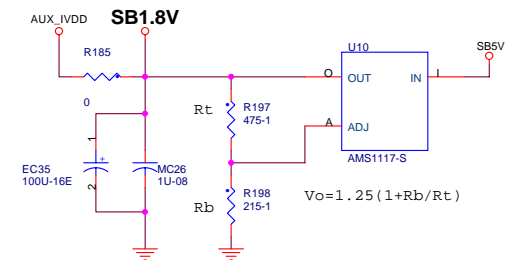 AUX_IVDD
SB1.8V
R185
0
U10
SB5V
O
OUT
IN
I
Rt
R197
475-1
A
ADJ
AMS1117-S
1
+
EC35
100U-16E
2
MC26
1U-08
Rb
R198
215-1
Vo=1.25(1+Rb/Rt)